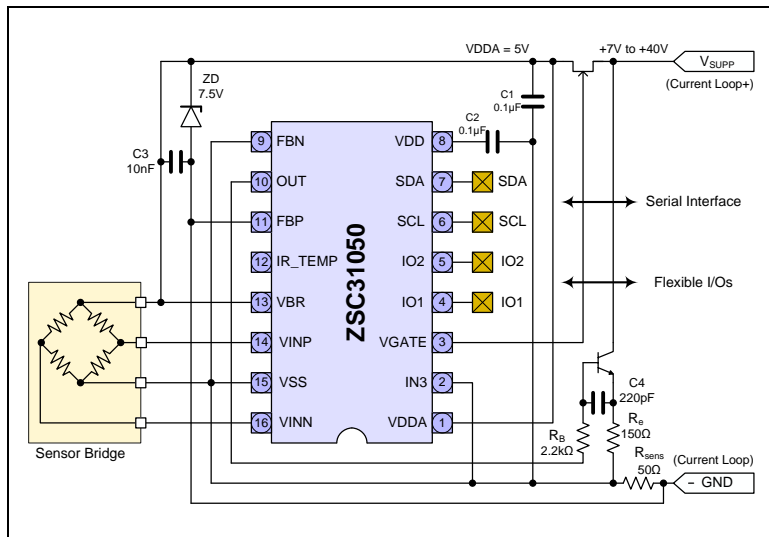 VDDA = 5V
+7V to +40V
VSUPP
(Current Loop+)
ZD
7.5V
C1
0.1µF
C2
0.1µF
C3
10nF
9 FBN
VDD 8
10 OUT
SDA 7
SDA
11 FBP
SCL 6
SCL
12 IR_TEMP
IO2 5
IO2
13 VBR
IO1 4
IO1
14 VINP
VGATE 3
15 VSS
IN3 2
16 VINN
VDDA 1
ZSC31050
Serial Interface
Flexible I/Os
C4
220pF
RB
2.2kΩ
Re
150Ω
Rsens
50Ω
(Current Loop)
– GND
Sensor Bridge